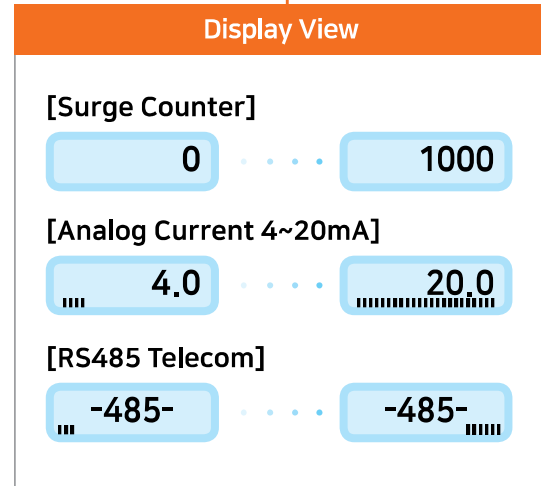 Display View
[Surge Counter]
0 1000
[Analog Current 4~20mA]
4.0 20.0
[RS485 Telecom]
-485- -485-